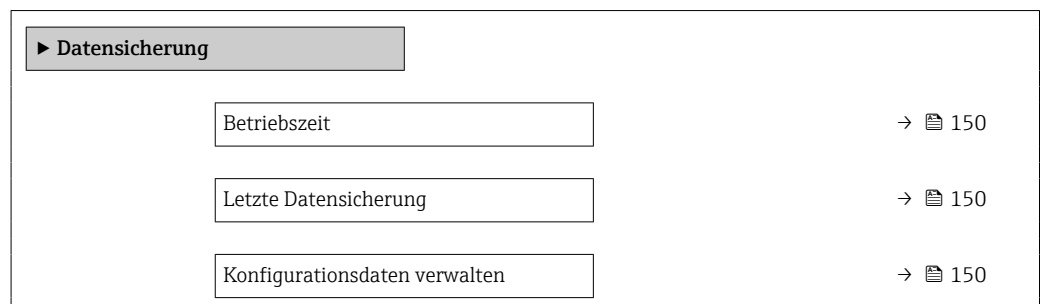 ▶ Datensicherung
Betriebszeit → 150
Letzte Datensicherung → 150
Konfigurationsdaten verwalten → 150